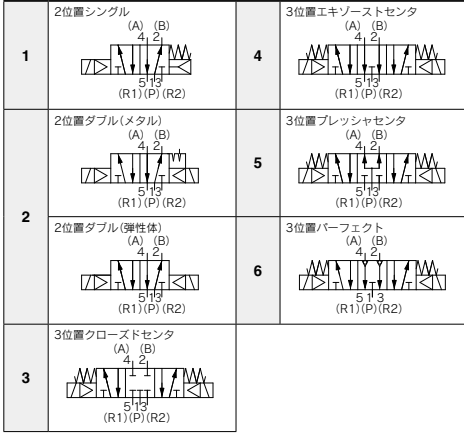 1
2位置シングル
(A) (B)
4 2
5 1 3
(R1)(P)(R2)
2
2位置ダブル(メタル)
(A) (B)
4 2
5 1 3
(R1)(P)(R2)
2位置ダブル(弾性体)
(A) (B)
4 2
5 1 3
(R1)(P)(R2)
3
3位置クローズドセンタ
(A) (B)
4 2
5 1 3
(R1)(P)(R2)
4
3位置エキゾーストセンタ
(A) (B)
4 2
5 1 3
(R1)(P)(R2)
5
3位置プレッシャセンタ
(A) (B)
4 2
5 1 3
(R1)(P)(R2)
6
3位置パーフェクト
(A) (B)
4 2
5 1 3
(R1)(P)(R2)